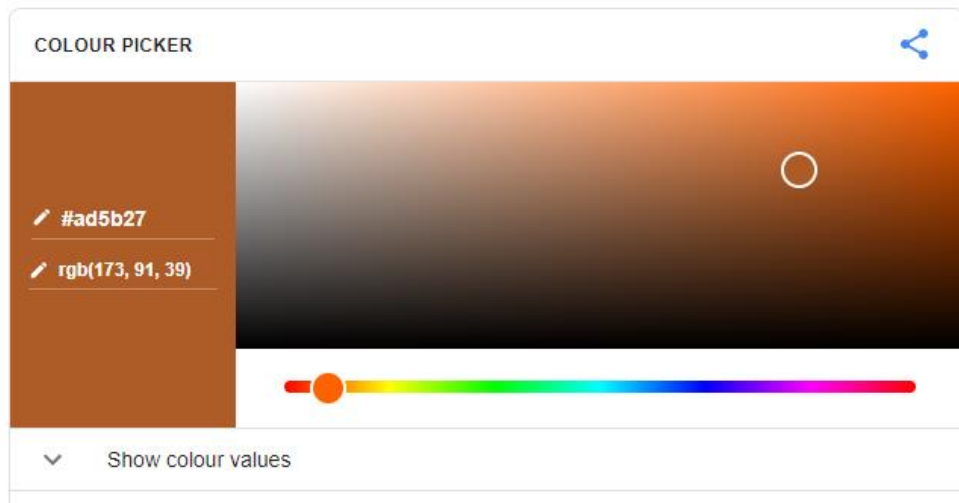 COLOUR PICKER
#ad5b27
rgb(173, 91, 39)
Show colour values